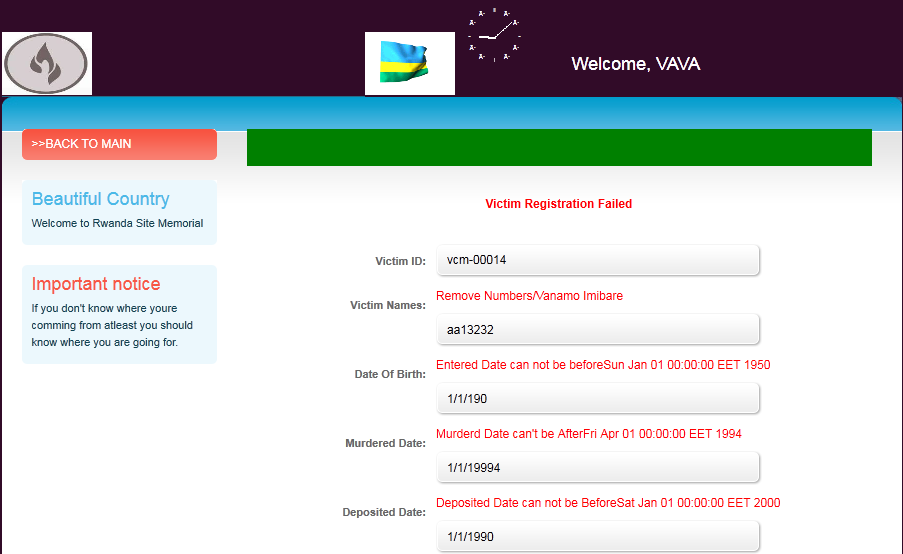 A- A-
A- A-
A- A-
A- A-
Welcome, VAVA
>>BACK TO MAIN
Beautiful Country
Welcome to Rwanda Site Memorial
Important notice
If you don't know where youre
comming from atleast you should
know where you are going for.
Victim Registration Failed
Victim ID: vcm-00014
Remove Numbers/Vanamo Imibare
Victim Names:
aa13232
Entered Date can not be beforeSun Jan 01 00:00:00 EET 1950
Date Of Birth:
1/1/190
Murderd Date can't be AfterFri Apr 01 00:00:00 EET 1994
Murdered Date:
1/1/19994
Deposited Date can not be BeforeSat Jan 01 00:00:00 EET 2000
Deposited Date:
1/1/1990